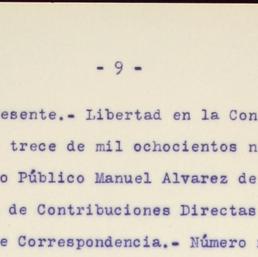 - 9 -
esente.- Libertad en la Con
trece de mil ochocientos n
o Público Manuel Alvarez de
de Contribuciones Directas
e Correspondencia.- Número